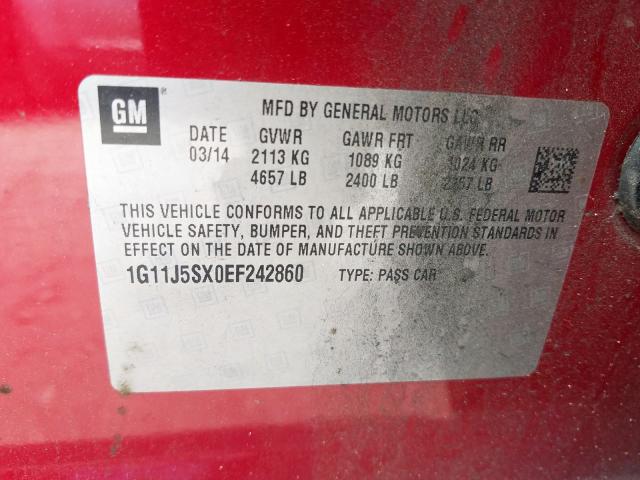 GM
MFD BY GENERAL MOTORS LLC
DATE GVWR GAWR FRT GAWR RR
03/14 2113 KG 1089 KG 1024 KG
4657 LB 2400 LB 2257 LB
THIS VEHICLE CONFORMS TO ALL APPLICABLE U.S. FEDERAL MOTOR
VEHICLE SAFETY, BUMPER, AND THEFT PREVENTION STANDARDS IN
EFFECT ON THE DATE OF MANUFACTURE SHOWN ABOVE.
1G11J5SX0EF242860 TYPE: PASS CAR